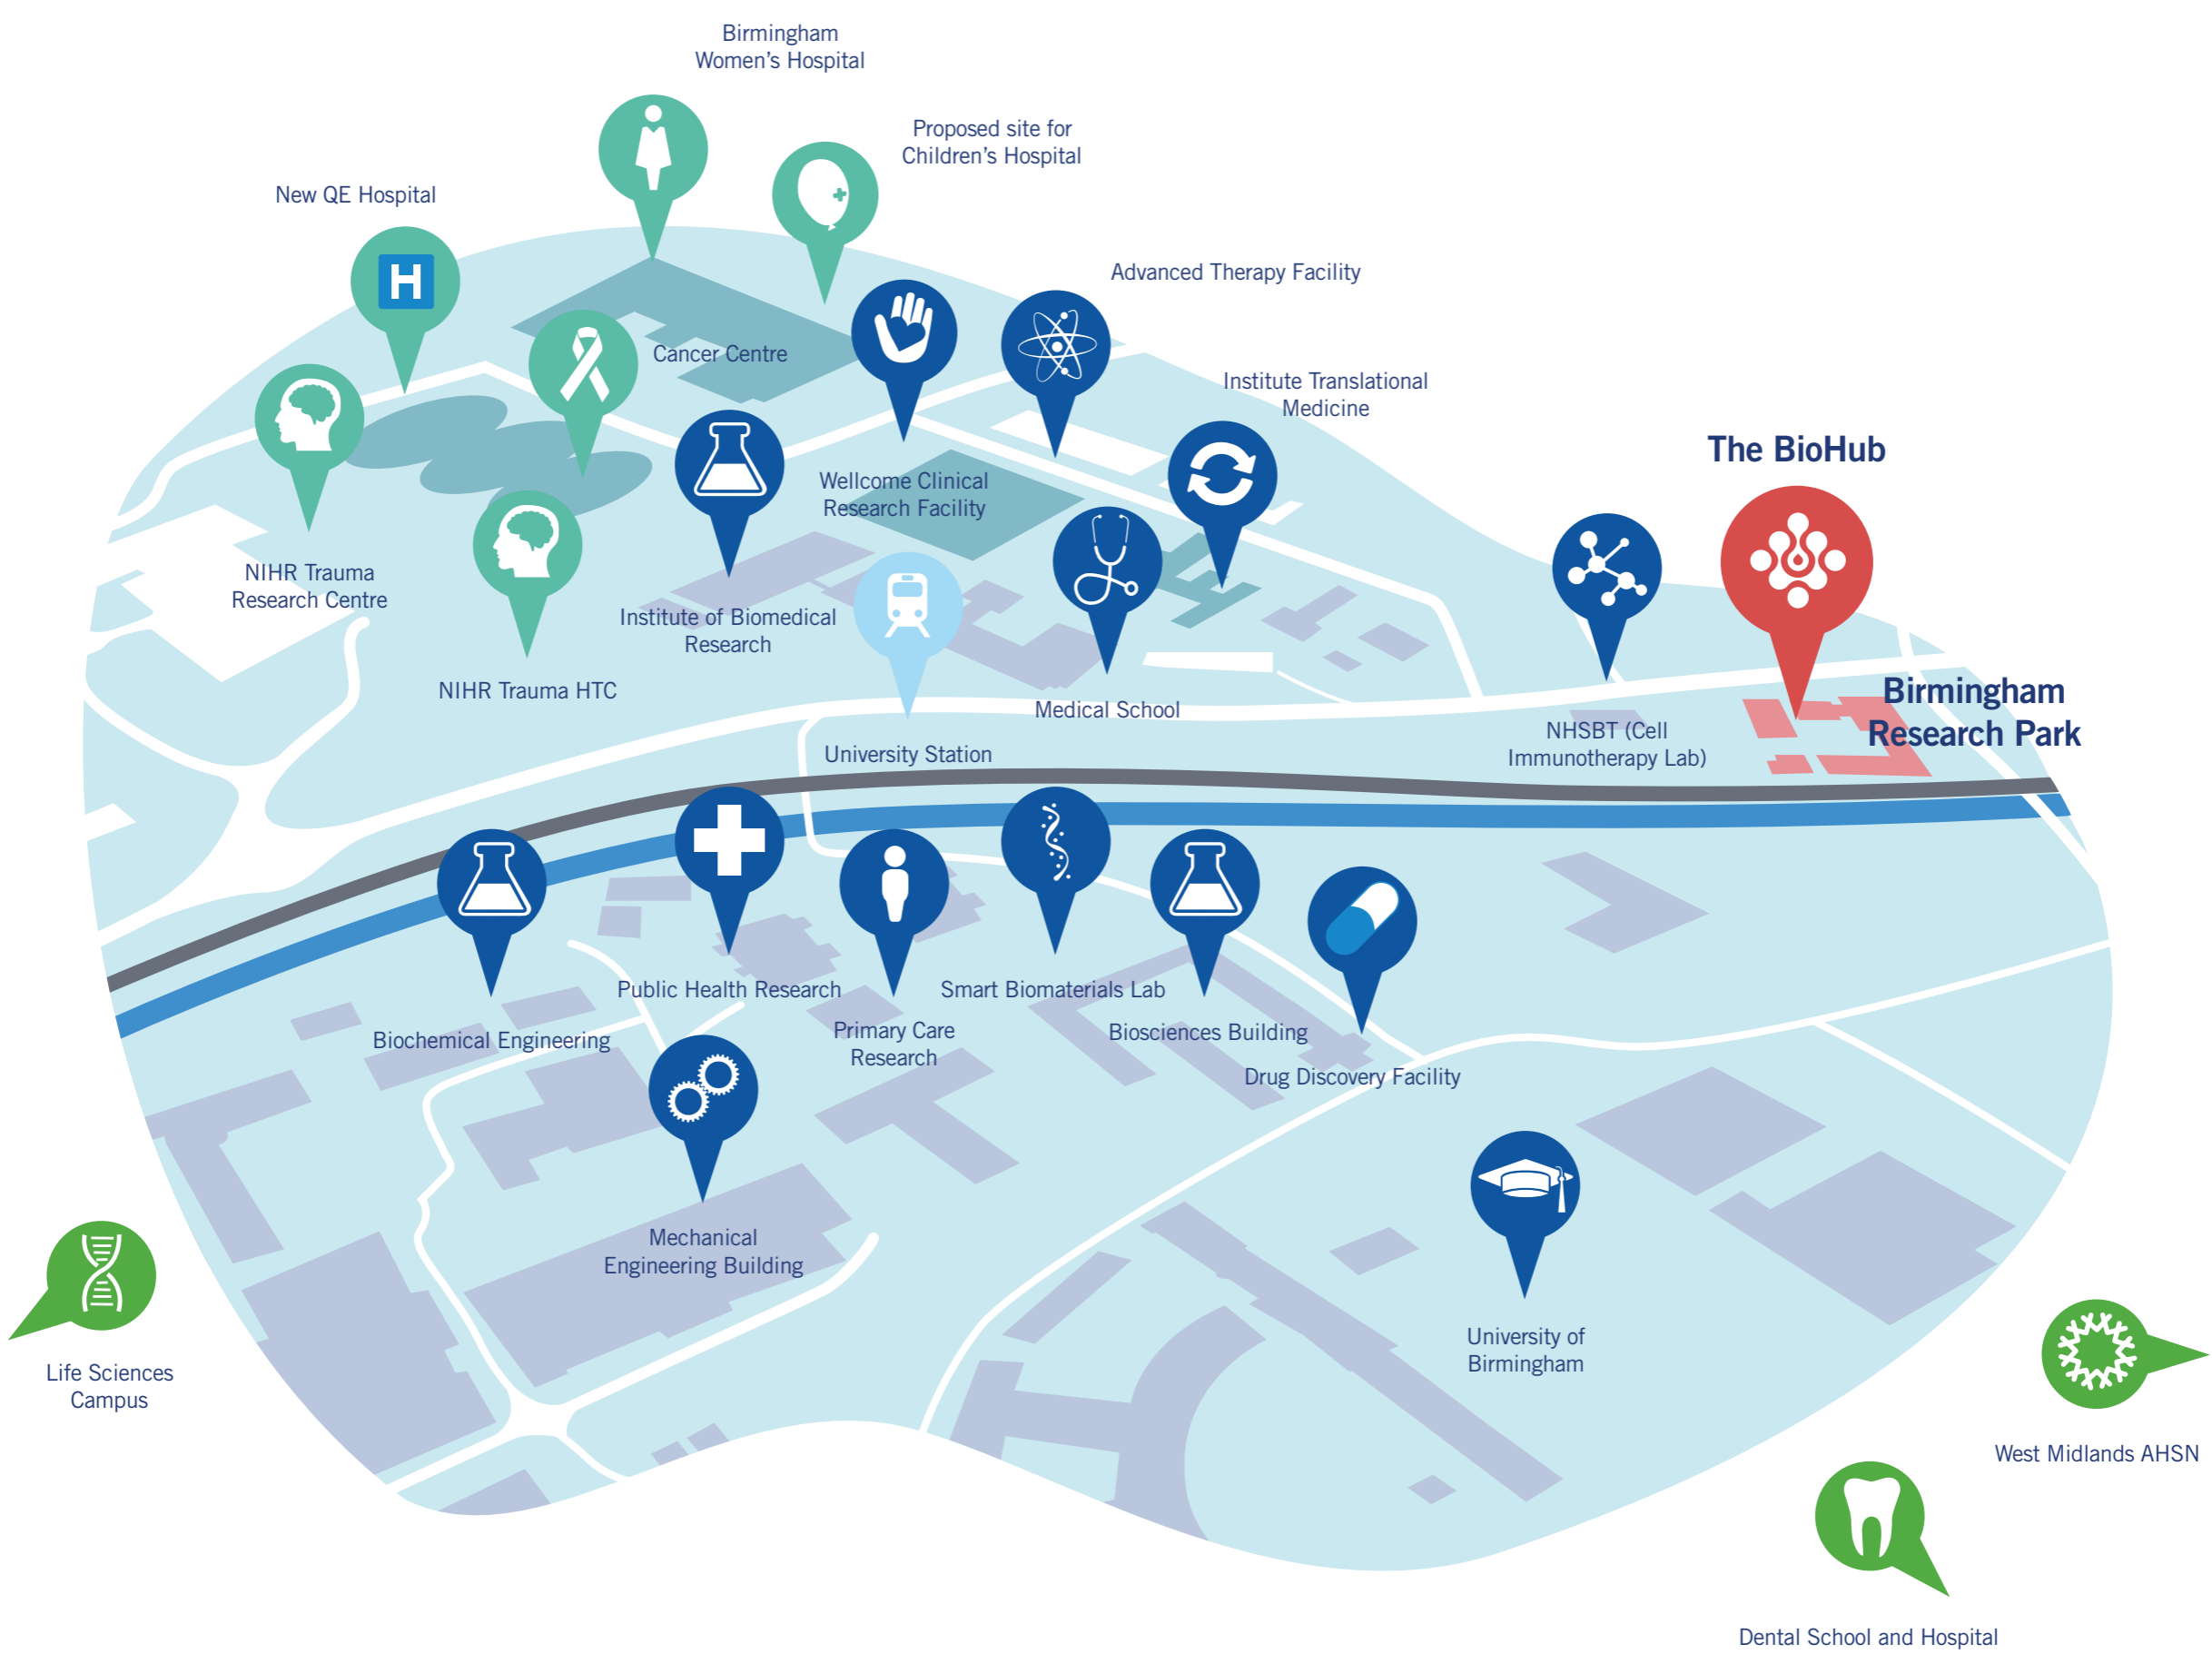 Birmingham
Women’s Hospital
Proposed site for
Children’s Hospital
New QE Hospital
H
Advanced Therapy Facility
Cancer Centre
Institute Translational
Medicine
The BioHub
Wellcome Clinical
Research Facility
NIHR Trauma
Research Centre
Institute of Biomedical
Research
NIHR Trauma HTC
Medical School
Birmingham
Research Park
NHSBT (Cell
Immunotherapy Lab)
University Station
Public Health Research
Smart Biomaterials Lab
Biochemical Engineering
Primary Care
Research
Biosciences Building
Drug Discovery Facility
Mechanical
Engineering Building
University of
Birmingham
Life Sciences
Campus
West Midlands AHSN
Dental School and Hospital